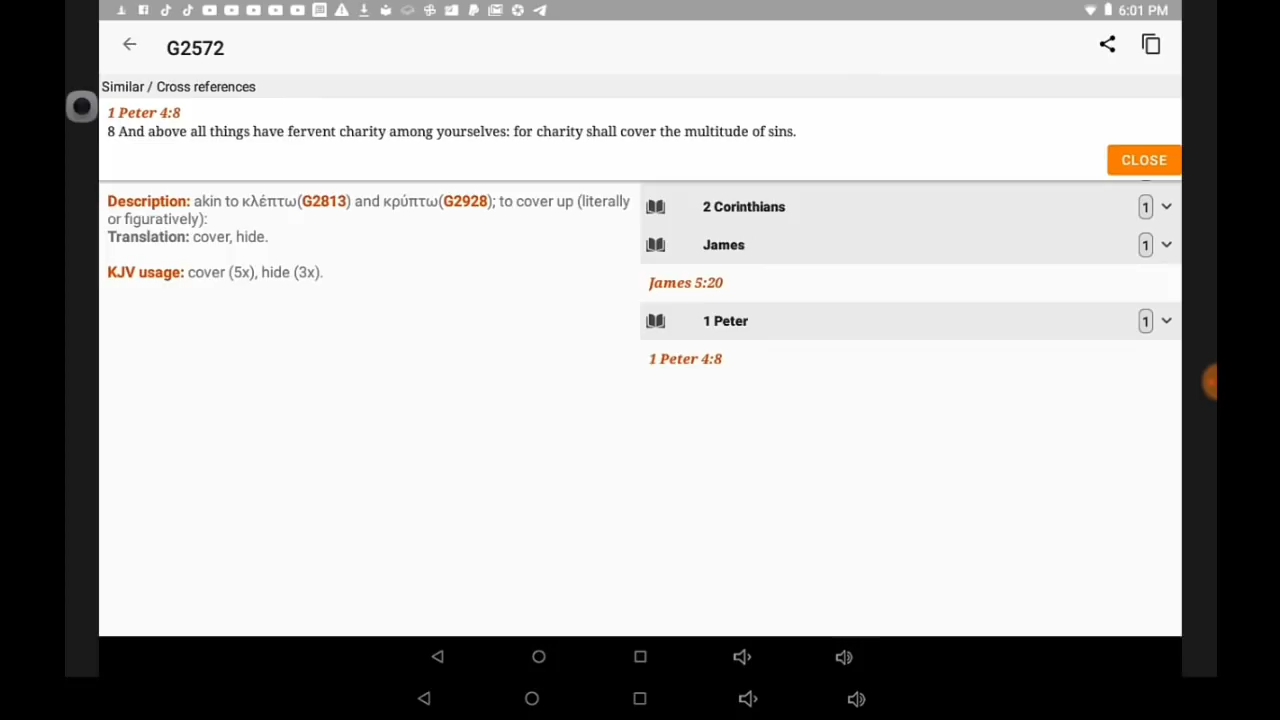 6:01 PM
G2572
Similar / Cross references
1 Peter 4:8
8 And above all things have fervent charity among yourselves: for charity shall cover the multitude of sins.
CLOSE
Description: akin to κλέπτω(G2813) and κρύπτω(G2928); to cover up (literally
or figuratively):
Translation: cover, hide.
KJV usage: cover (5x), hide (3x).
2 Corinthians 1
James 1
James 5:20
1 Peter 1
1 Peter 4:8